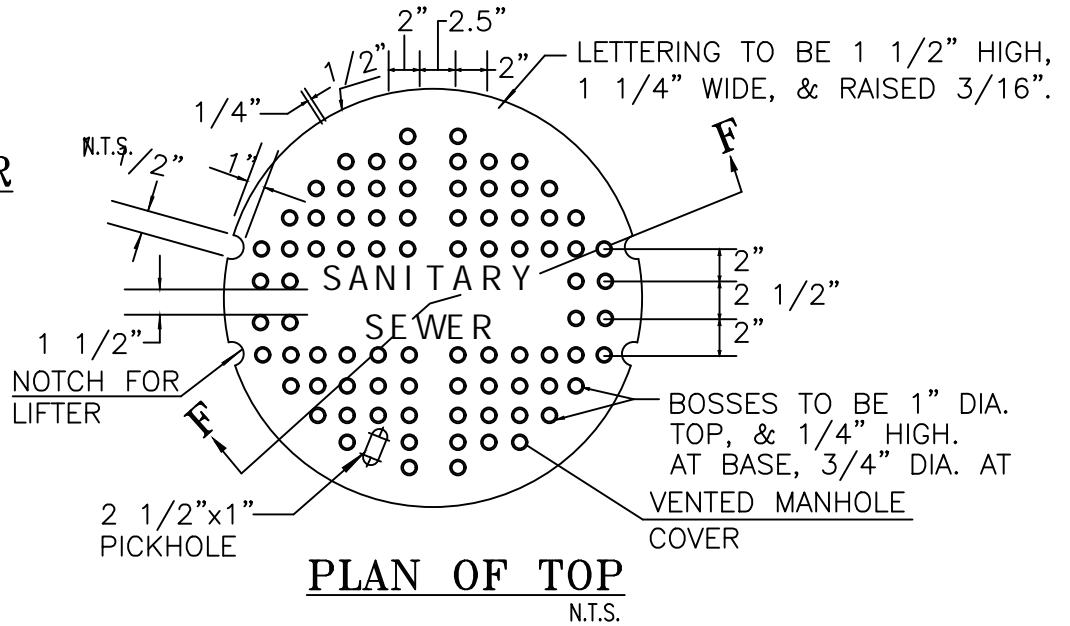 2” 2.5”
2”
1/2”
1/4”
LETTERING TO BE 1 1/2” HIGH,
1 1/4” WIDE, & RAISED 3/16”.
F
N.T.S.
1/2”
1”
R
SANITARY
SEWER
2”
2 1/2”
2”
1 1/2”
NOTCH FOR
LIFTER
F
BOSSES TO BE 1” DIA.
TOP, & 1/4” HIGH.
AT BASE, 3/4” DIA. AT
VENTED MANHOLE
COVER
2 1/2”x1”
PICKHOLE
PLAN OF TOP
N.T.S.